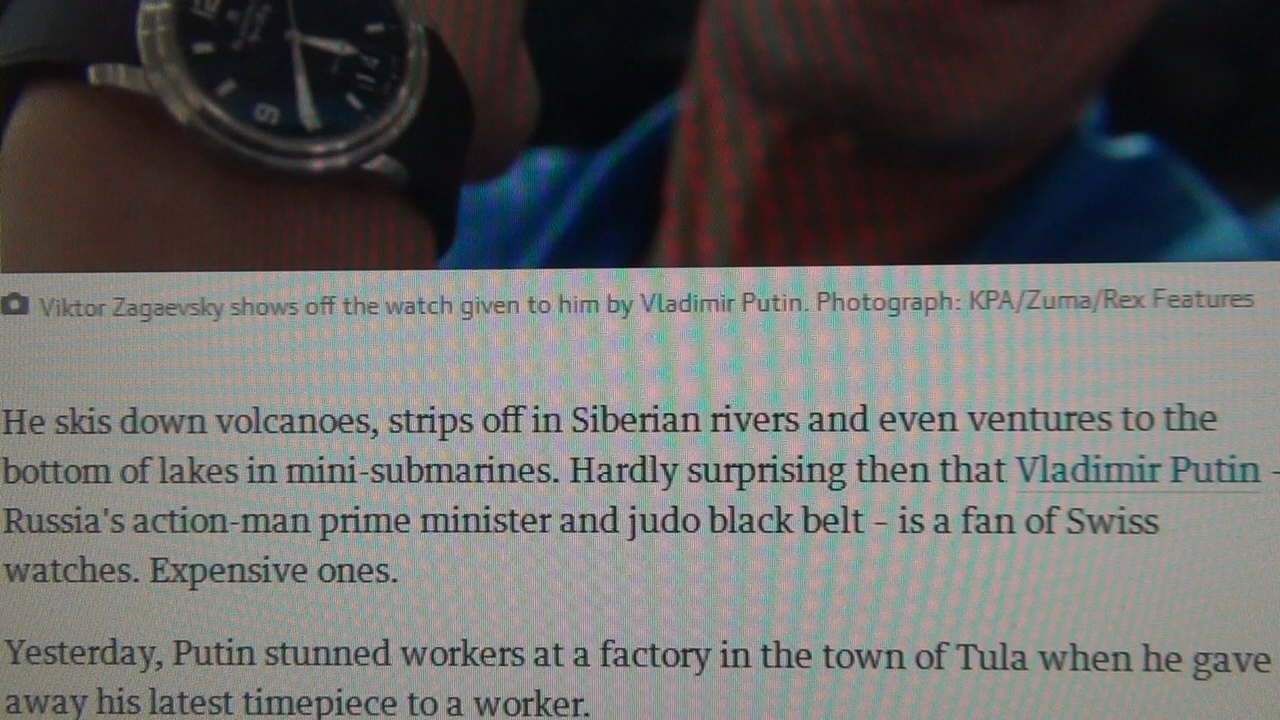 6
Viktor Zagaevsky shows off the watch given to him by Vladimir Putin. Photograph: KPA/Zuma/Rex Features
He skis down volcanoes, strips off in Siberian rivers and even ventures to the
bottom of lakes in mini-submarines. Hardly surprising then that Vladimir Putin -
Russia's action-man prime minister and judo black belt – is a fan of Swiss
watches. Expensive ones.
Yesterday, Putin stunned workers at a factory in the town of Tula when he gave
away his latest timepiece to a worker.